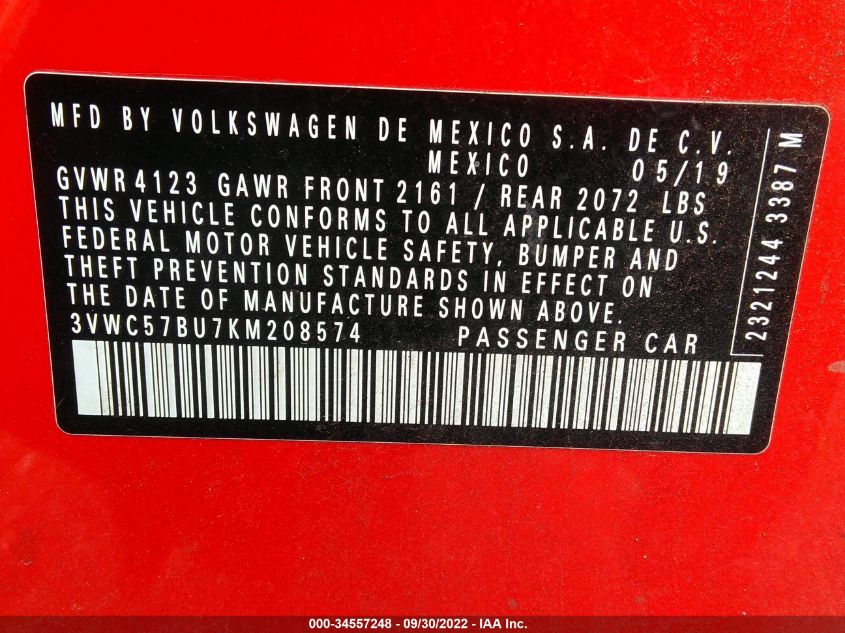 MFD BY VOLKSWAGEN DE MEXICO S.A. DE C.V.
MEXICO 05/19
GVWR 4123 GAWR FRONT 2161 / REAR 2072 LBS
THIS VEHICLE CONFORMS TO ALL APPLICABLE U.S.
FEDERAL MOTOR VEHICLE SAFETY, BUMPER AND
THEFT PREVENTION STANDARDS IN EFFECT ON
THE DATE OF MANUFACTURE SHOWN ABOVE.
3VWC57BU7KM208574 PASSENGER CAR
2321244 3387 M
000-34557248 - 09/30/2022 - IAA Inc.